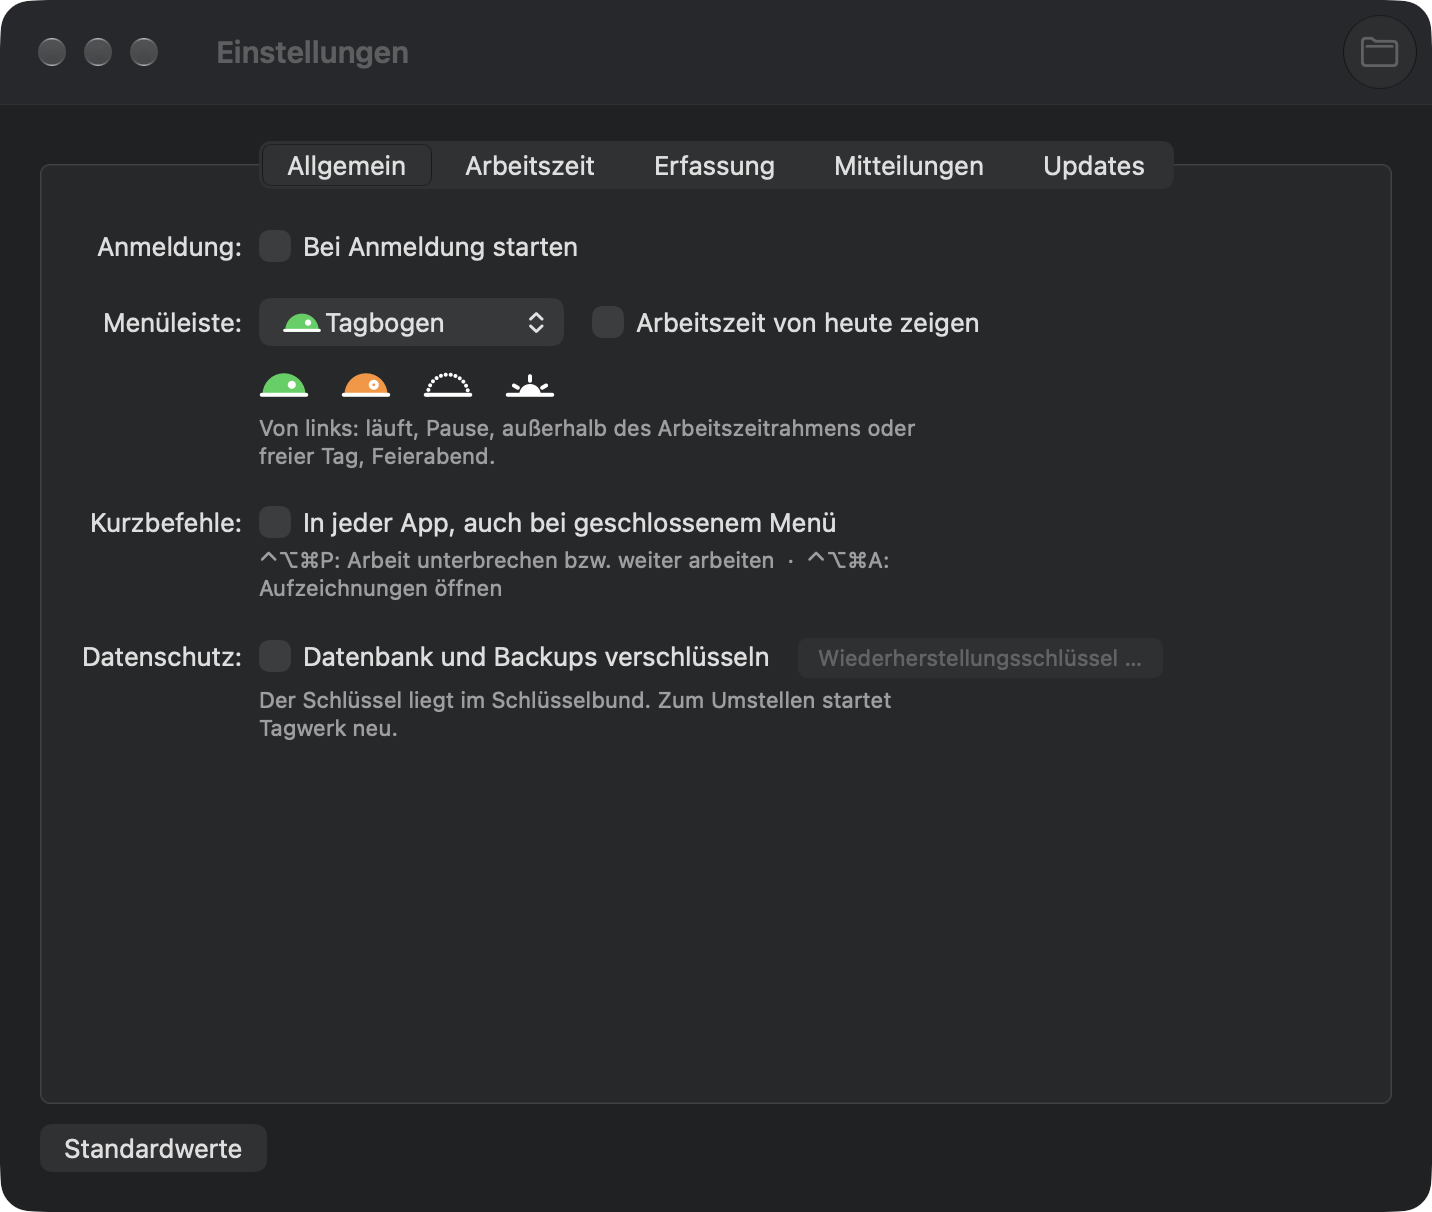 Einstellungen
Allgemein Arbeitszeit Erfassung Mitteilungen Updates
Anmeldung: Bei Anmeldung starten
Menüleiste: Tagbogen Arbeitszeit von heute zeigen
Von links: läuft, Pause, außerhalb des Arbeitszeitrahmens oder
freier Tag, Feierabend.
Kurzbefehle: In jeder App, auch bei geschlossenem Menü
^⌥⌘P: Arbeit unterbrechen bzw. weiter arbeiten · ^⌥⌘A:
Aufzeichnungen öffnen
Datenschutz: Datenbank und Backups verschlüsseln Wiederherstellungsschlüssel ...
Der Schlüssel liegt im Schlüsselbund. Zum Umstellen startet
Tagwerk neu.
Standardwerte